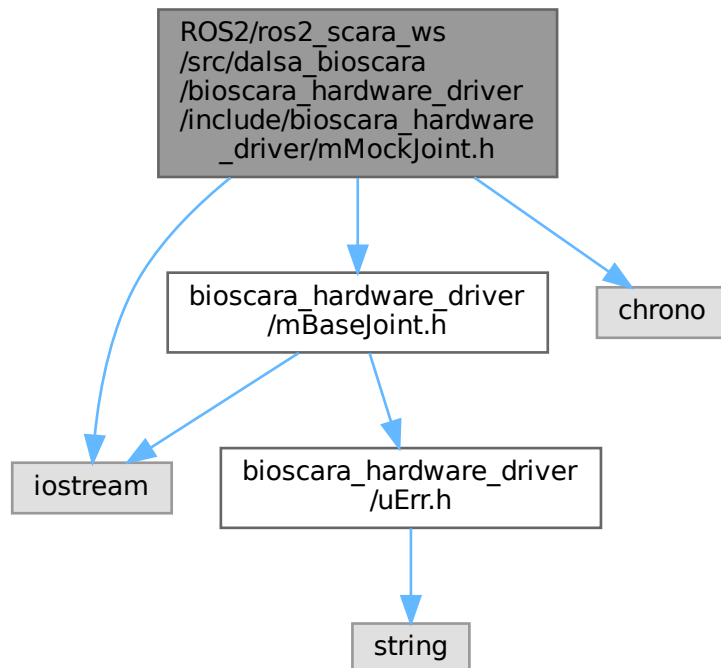 ROS2/ros2_scara_ws
/src/dalsa_bioscara
/bioscara_hardware_driver
/include/bioscara_hardware
_driver/mMockJoint.h
bioscara_hardware_driver
/mBaseJoint.h
chrono
iostream
bioscara_hardware_driver
/uErr.h
string